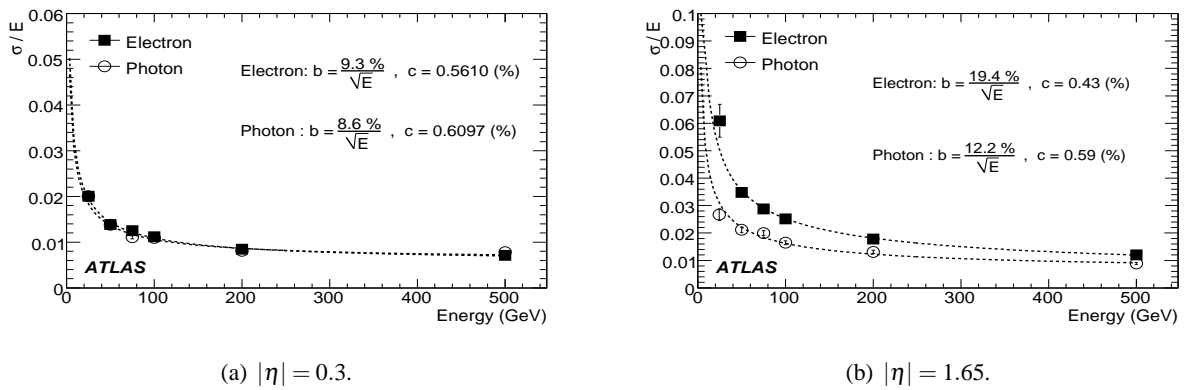 σ / E
0.06
0.05
0.04
0.03
0.02
0.01
0
Electron
Photon
Electron: b = 9.3 % / √E , c = 0.5610 (%)
Photon : b = 8.6 % / √E , c = 0.6097 (%)
ATLAS
0 100 200 300 400 500
Energy (GeV)
(a) |η| = 0.3.
σ / E
0.1
0.09
0.08
0.07
0.06
0.05
0.04
0.03
0.02
0.01
0
Electron
Photon
Electron: b = 19.4 % / √E , c = 0.43 (%)
Photon : b = 12.2 % / √E , c = 0.59 (%)
ATLAS
0 100 200 300 400 500
Energy (GeV)
(b) |η| = 1.65.